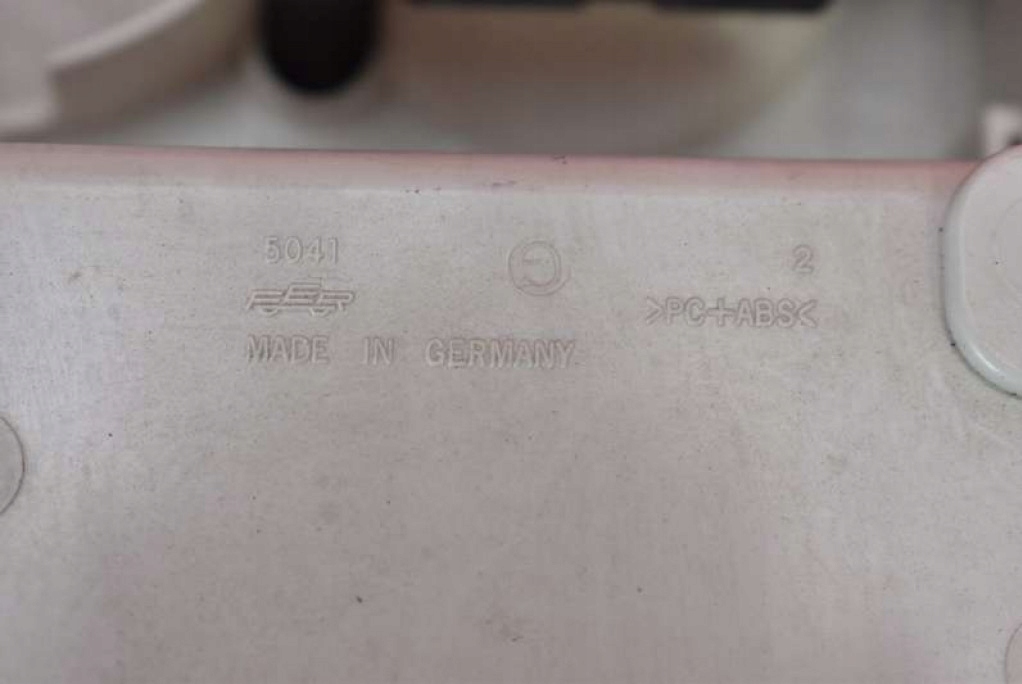 5041
MADE IN GERMANY
2
>PC+ABS<